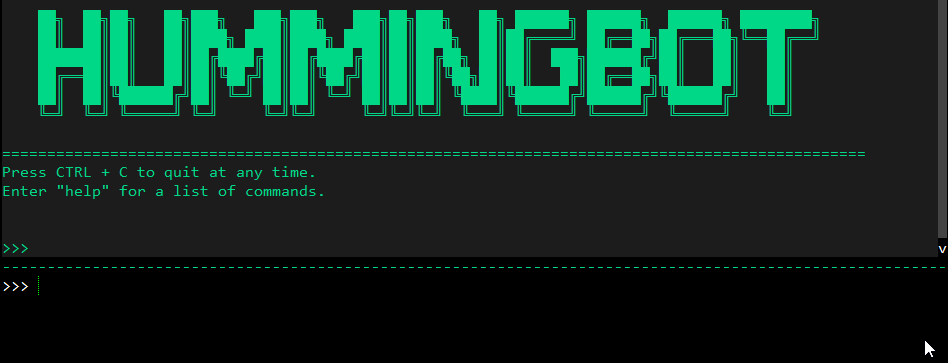 HUMMINGBOT
================================================================================================
Press CTRL + C to quit at any time.
Enter "help" for a list of commands.
>>>
v
---------------------------------------------------------------------------------------------------------
>>>